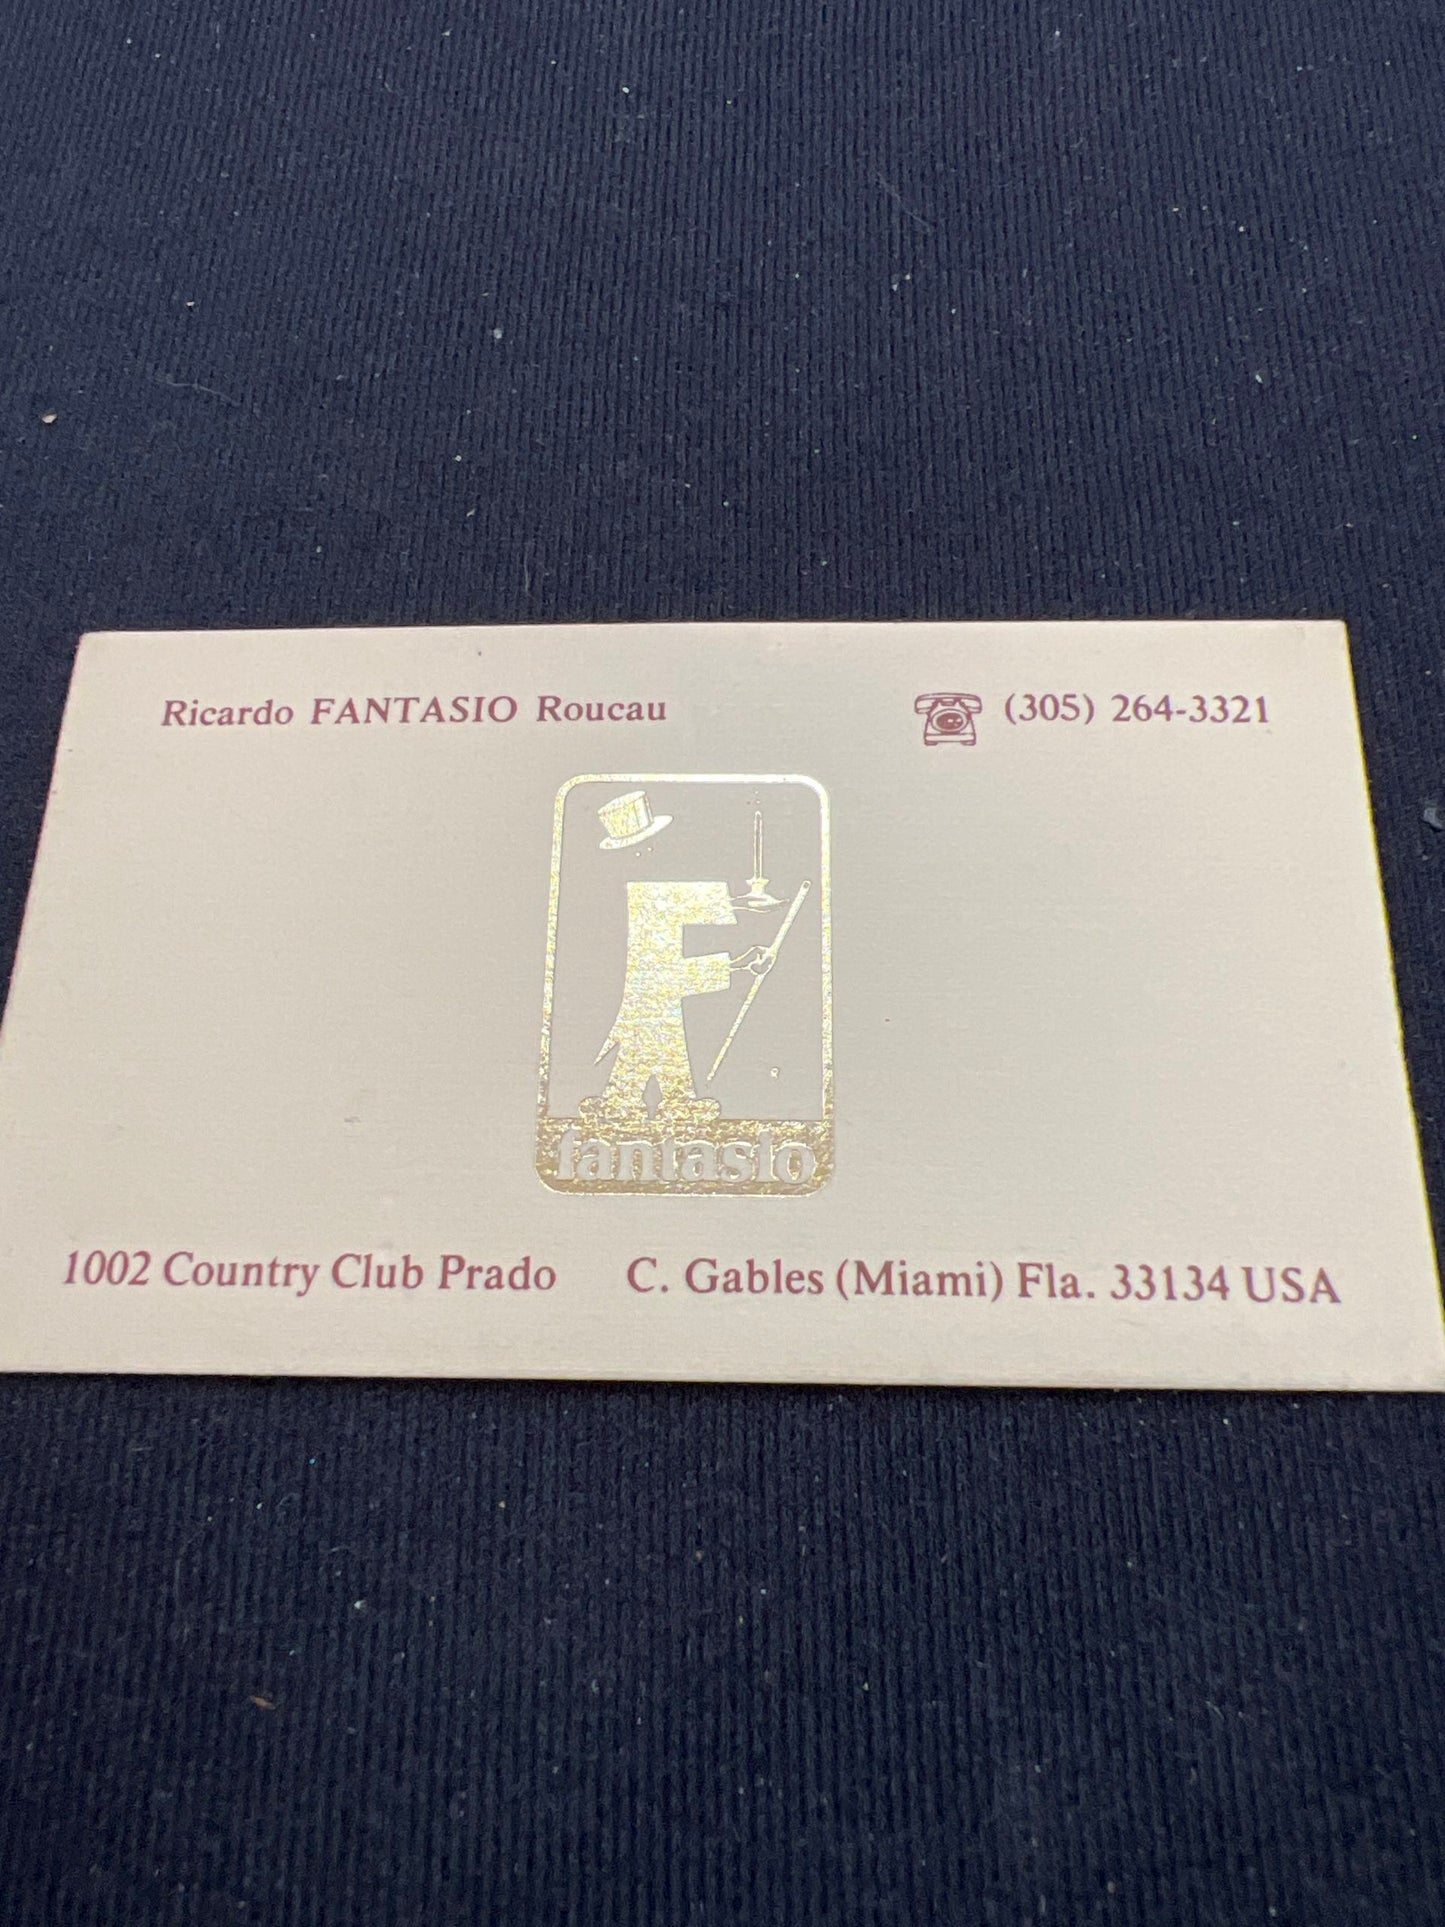 Ricardo FANTASIO Roucau
(305) 264-3321
fantasio
1002 Country Club Prado
C. Gables (Miami) Fla. 33134 USA